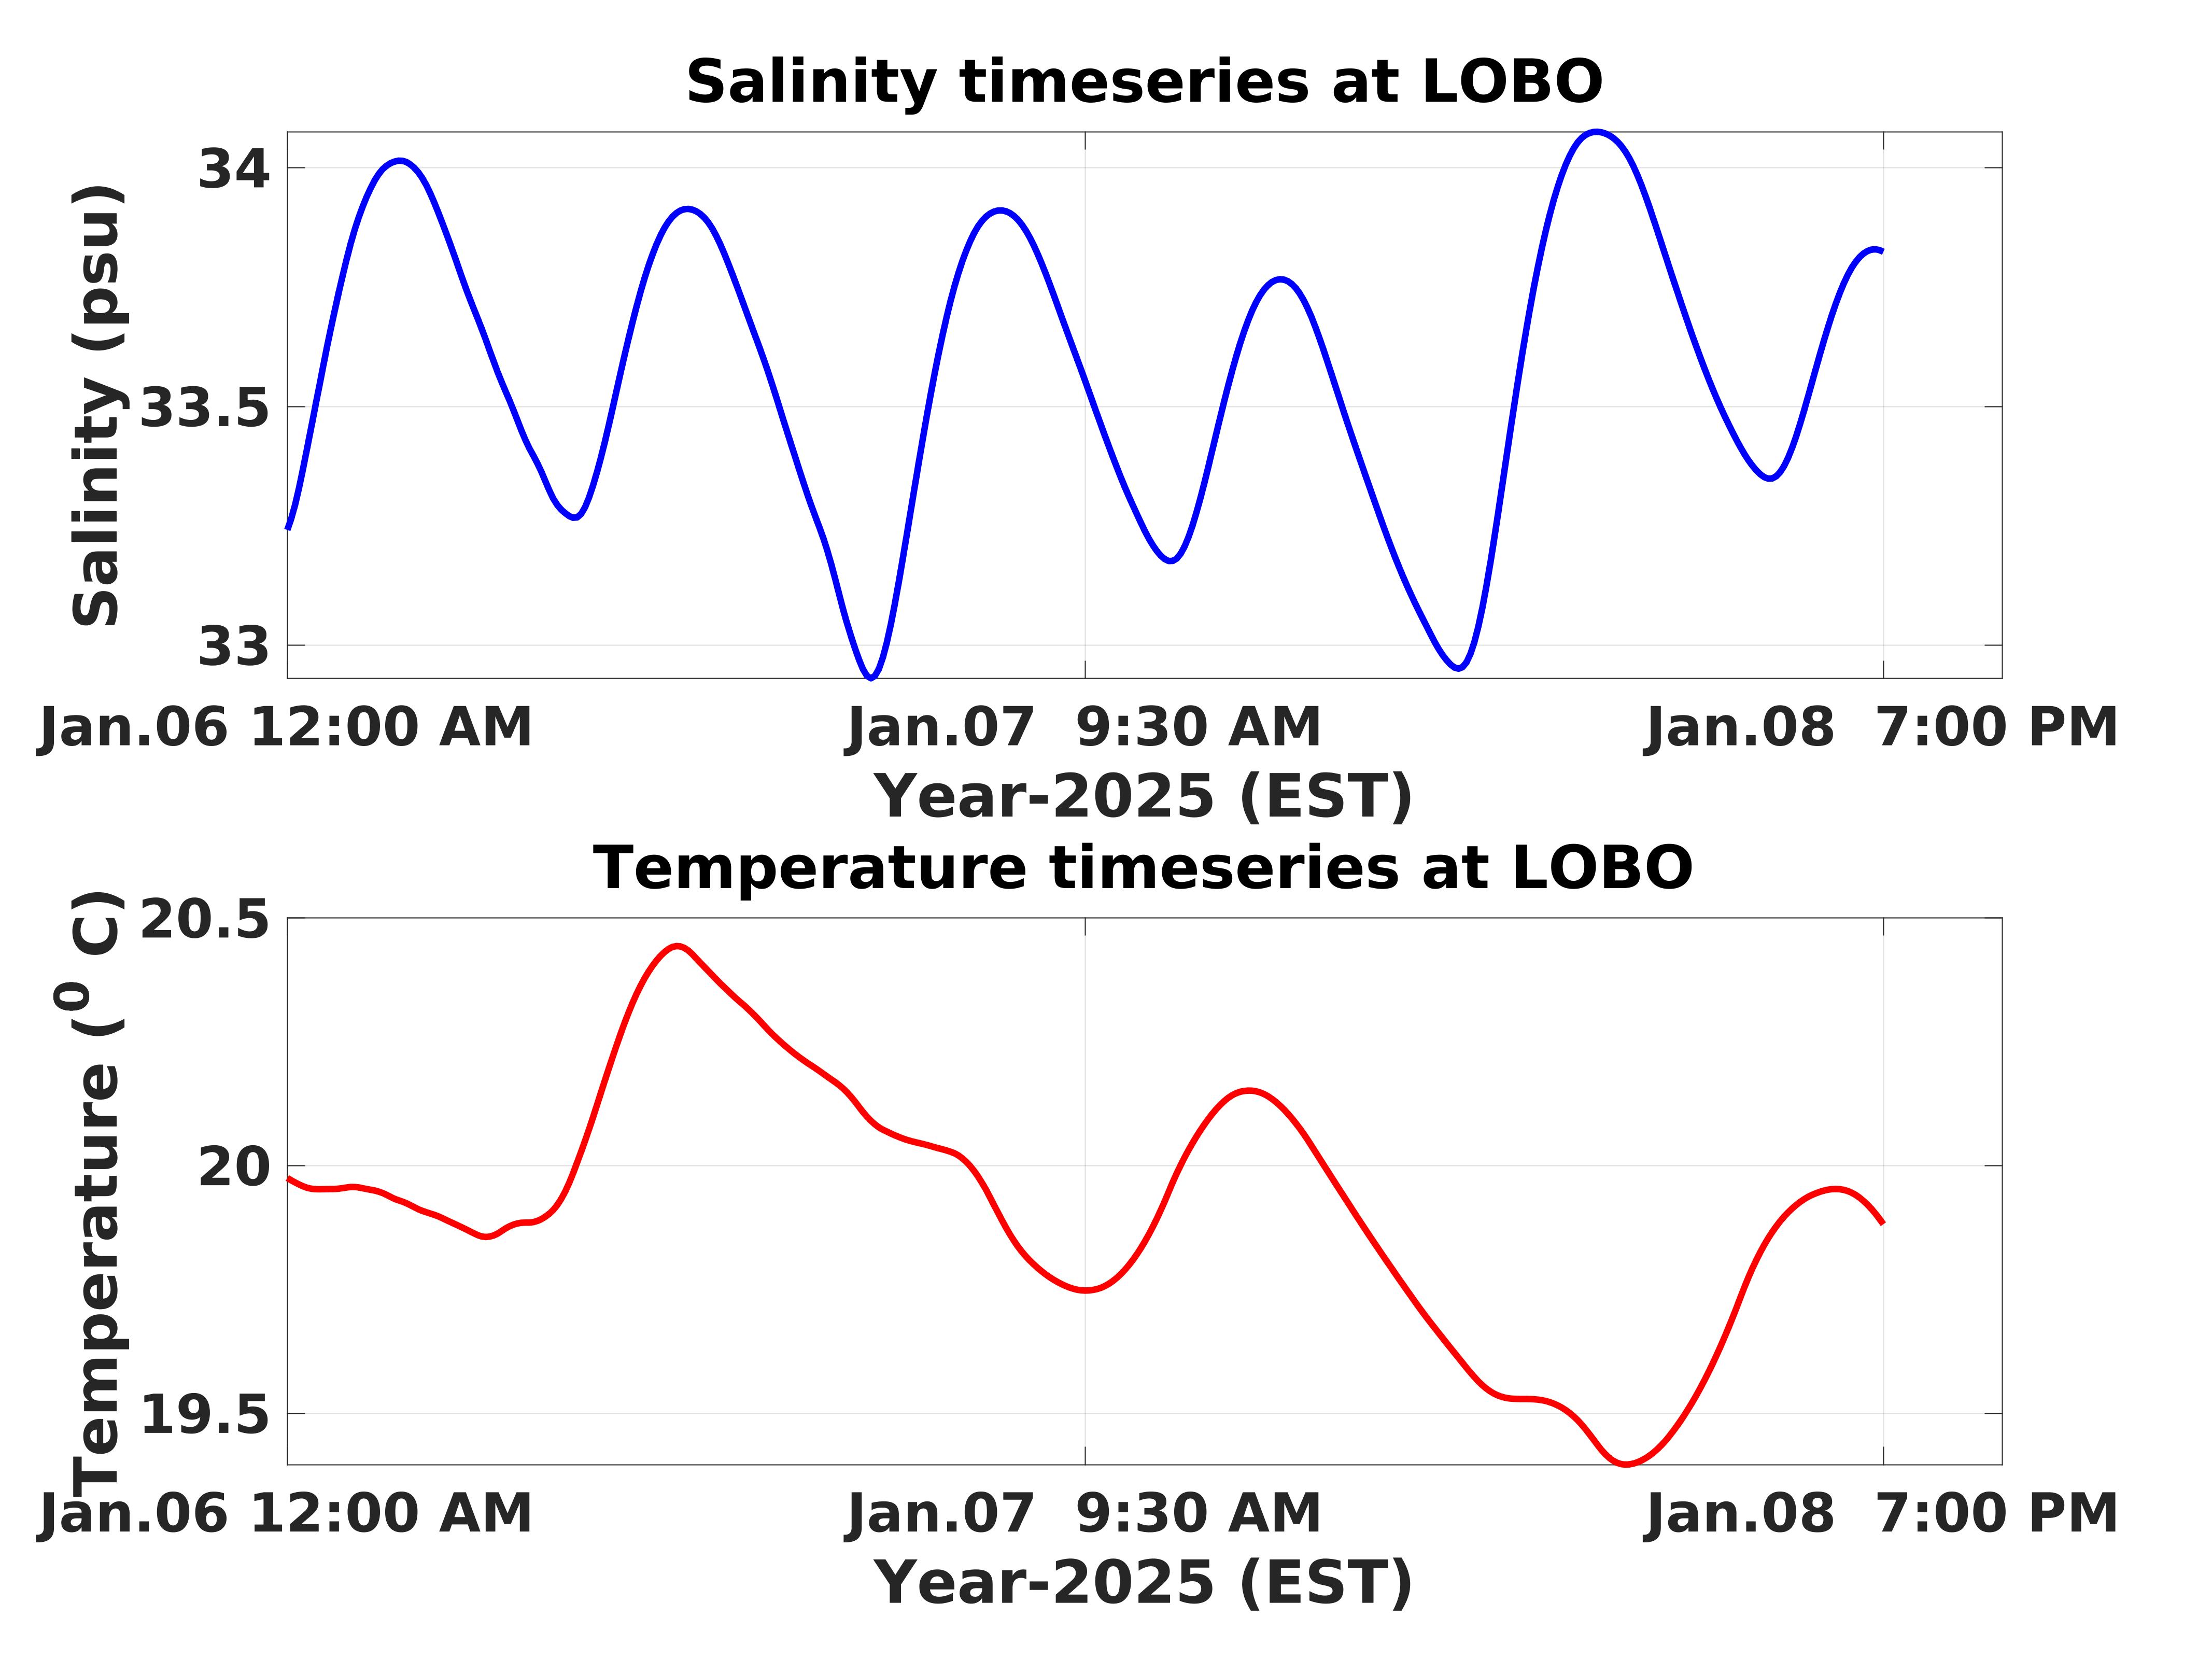 Salinity timeseries at LOBO
Salinity (psu)
34
33.5
33
Jan.06 12:00 AM Jan.07 9:30 AM Jan.08 7:00 PM
Year-2025 (EST)
Temperature timeseries at LOBO
Temperature (⁰ C)
20.5
20
19.5
Jan.06 12:00 AM Jan.07 9:30 AM Jan.08 7:00 PM
Year-2025 (EST)